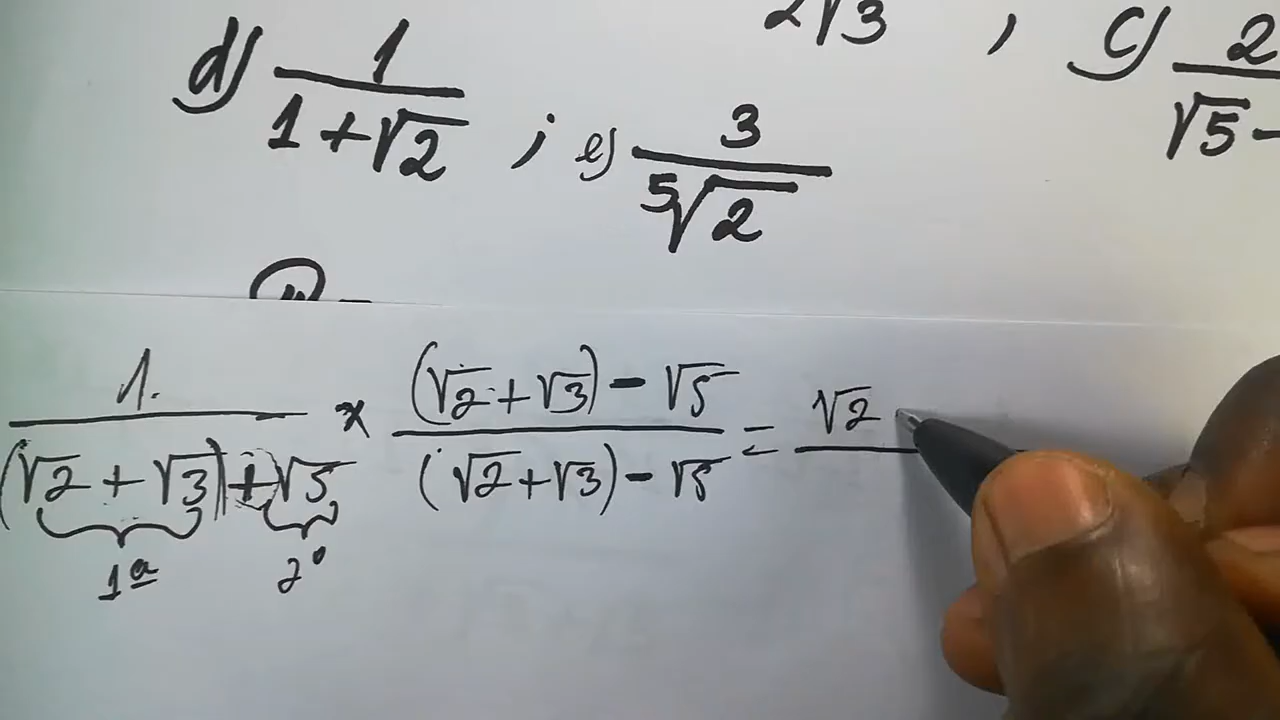 2√3 , c) 2 / √5 -
d) 1 / 1+√2 ; e) 3 / ⁵√2
1. / (√2 + √3) + √5 × (√2 + √3) - √5 / (√2+√3) - √5 = √2
1ª 2º